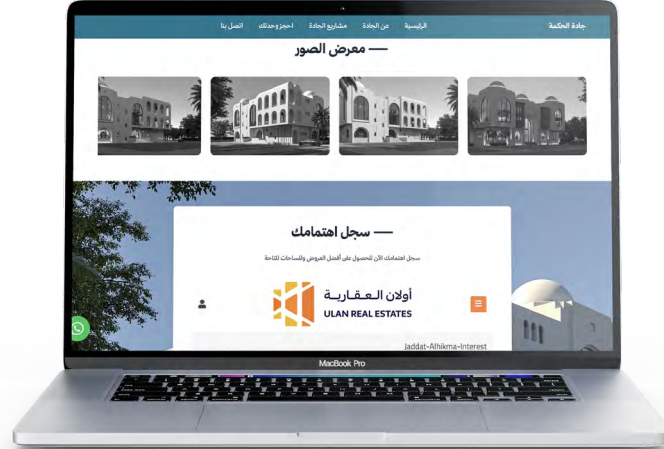 جادة الحكمة الرئيسية عن الجادة مشاريع الجادة احجز وحدتك اتصل بنا
معرض الصور
سجل اهتمامك
سجل اهتمامك الآن للحصول على أفضل العروض والمساحات المتاحة
أولان العقارية
ULAN REAL ESTATES
Jaddat-Alhikma-Interest
MacBook Pro